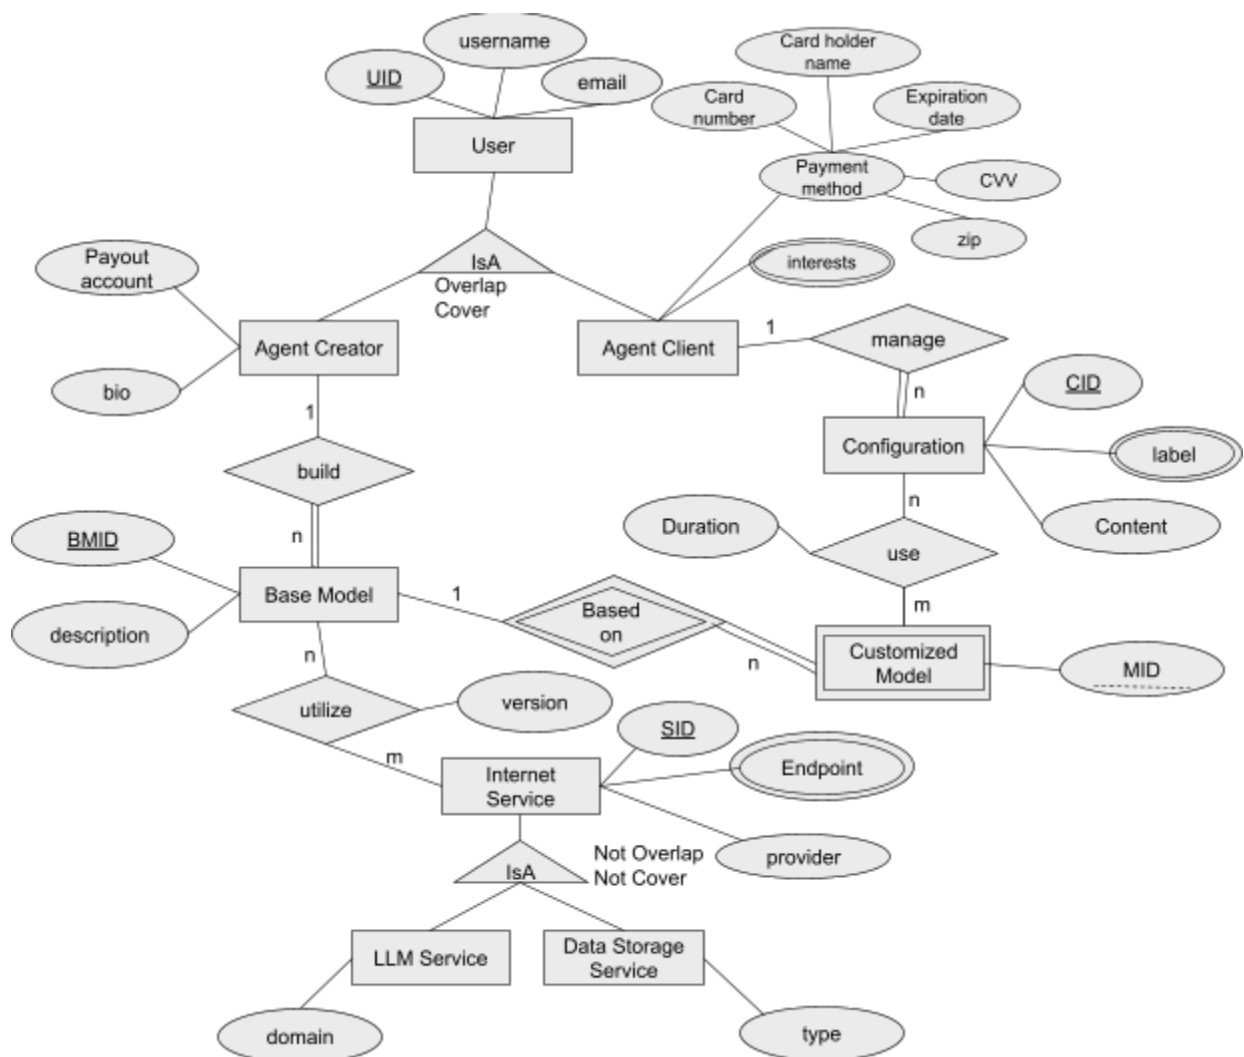 username
Card holder
name
UID
email
Card
number
Expiration
date
User
Payment
method
CVV
zip
Payout
account
IsA
interests
Overlap
Cover
1
manage
Agent Creator
Agent Client
bio
n
CID
1
Configuration
label
build
n
Duration
Content
BMID
n
use
Base Model
1
Based
on
m
description
n
n
Customized
Model
MID
utilize
version
SID
m
Internet
Service
Endpoint
Not Overlap
Not Cover
provider
IsA
LLM Service
Data Storage
Service
domain
type